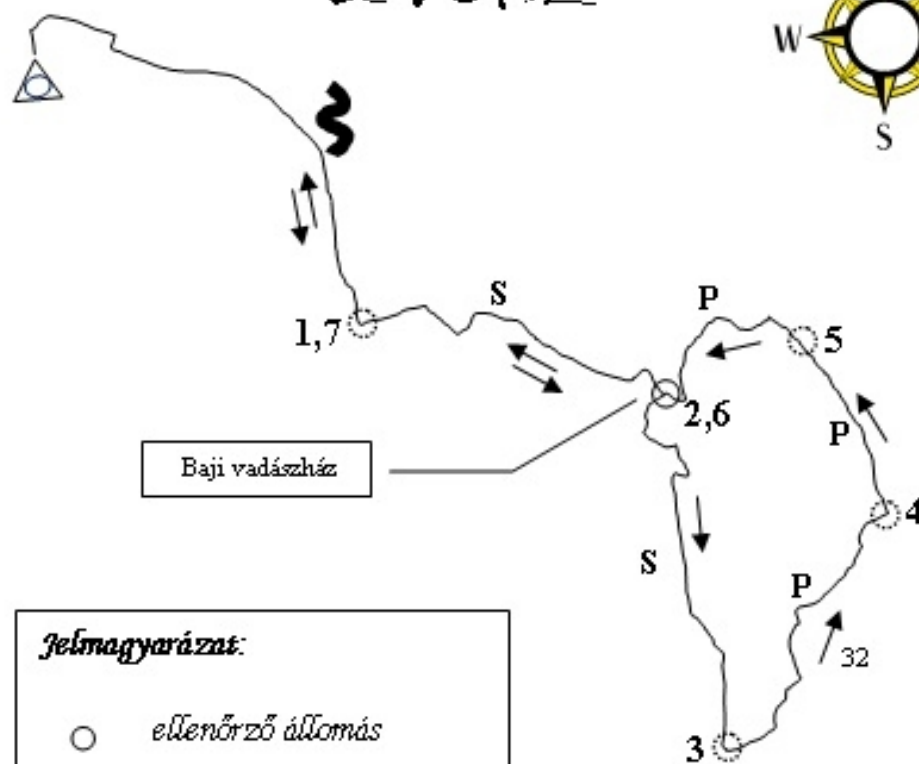 W
S
1,7
S
P
5
2,6
P
Baji vadászház
4
S
P
32
Jelmagyarázat:
ellenőrző állomás
3